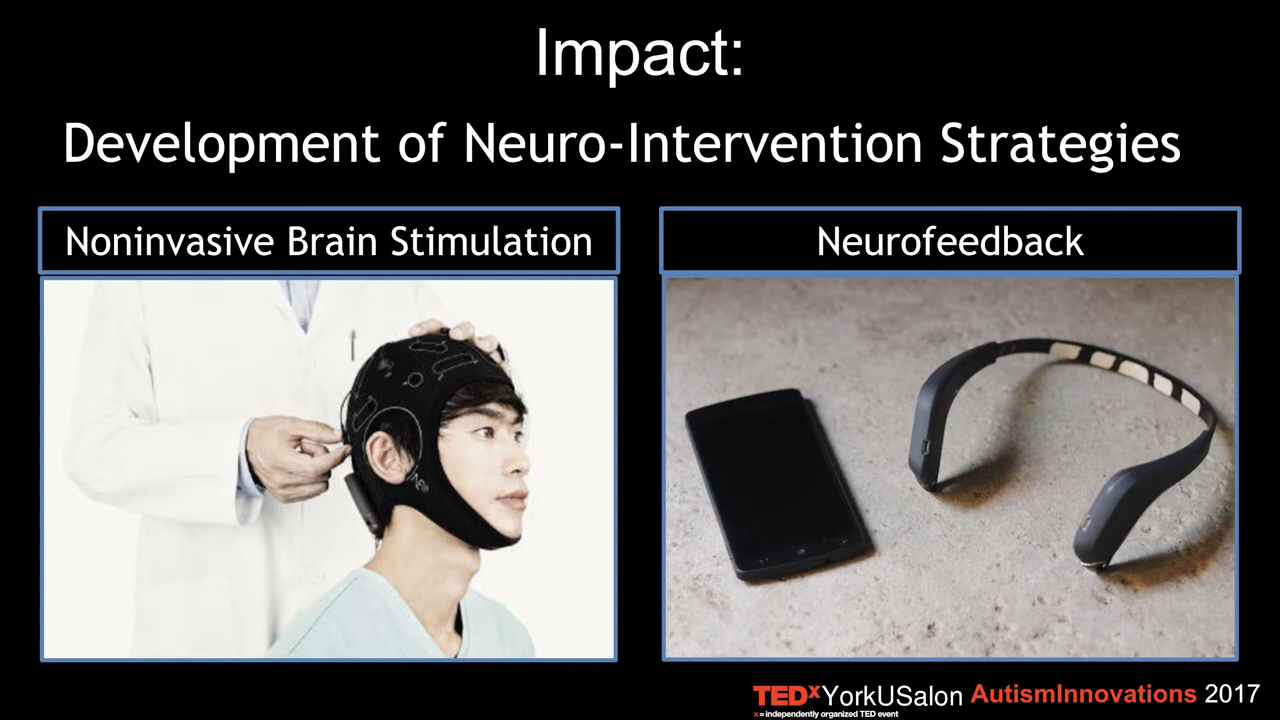 Impact:
Development of Neuro-Intervention Strategies
Noninvasive Brain Stimulation
Neurofeedback
TEDxYorkUSalon AutismInnovations 2017
x = independently organized TED event